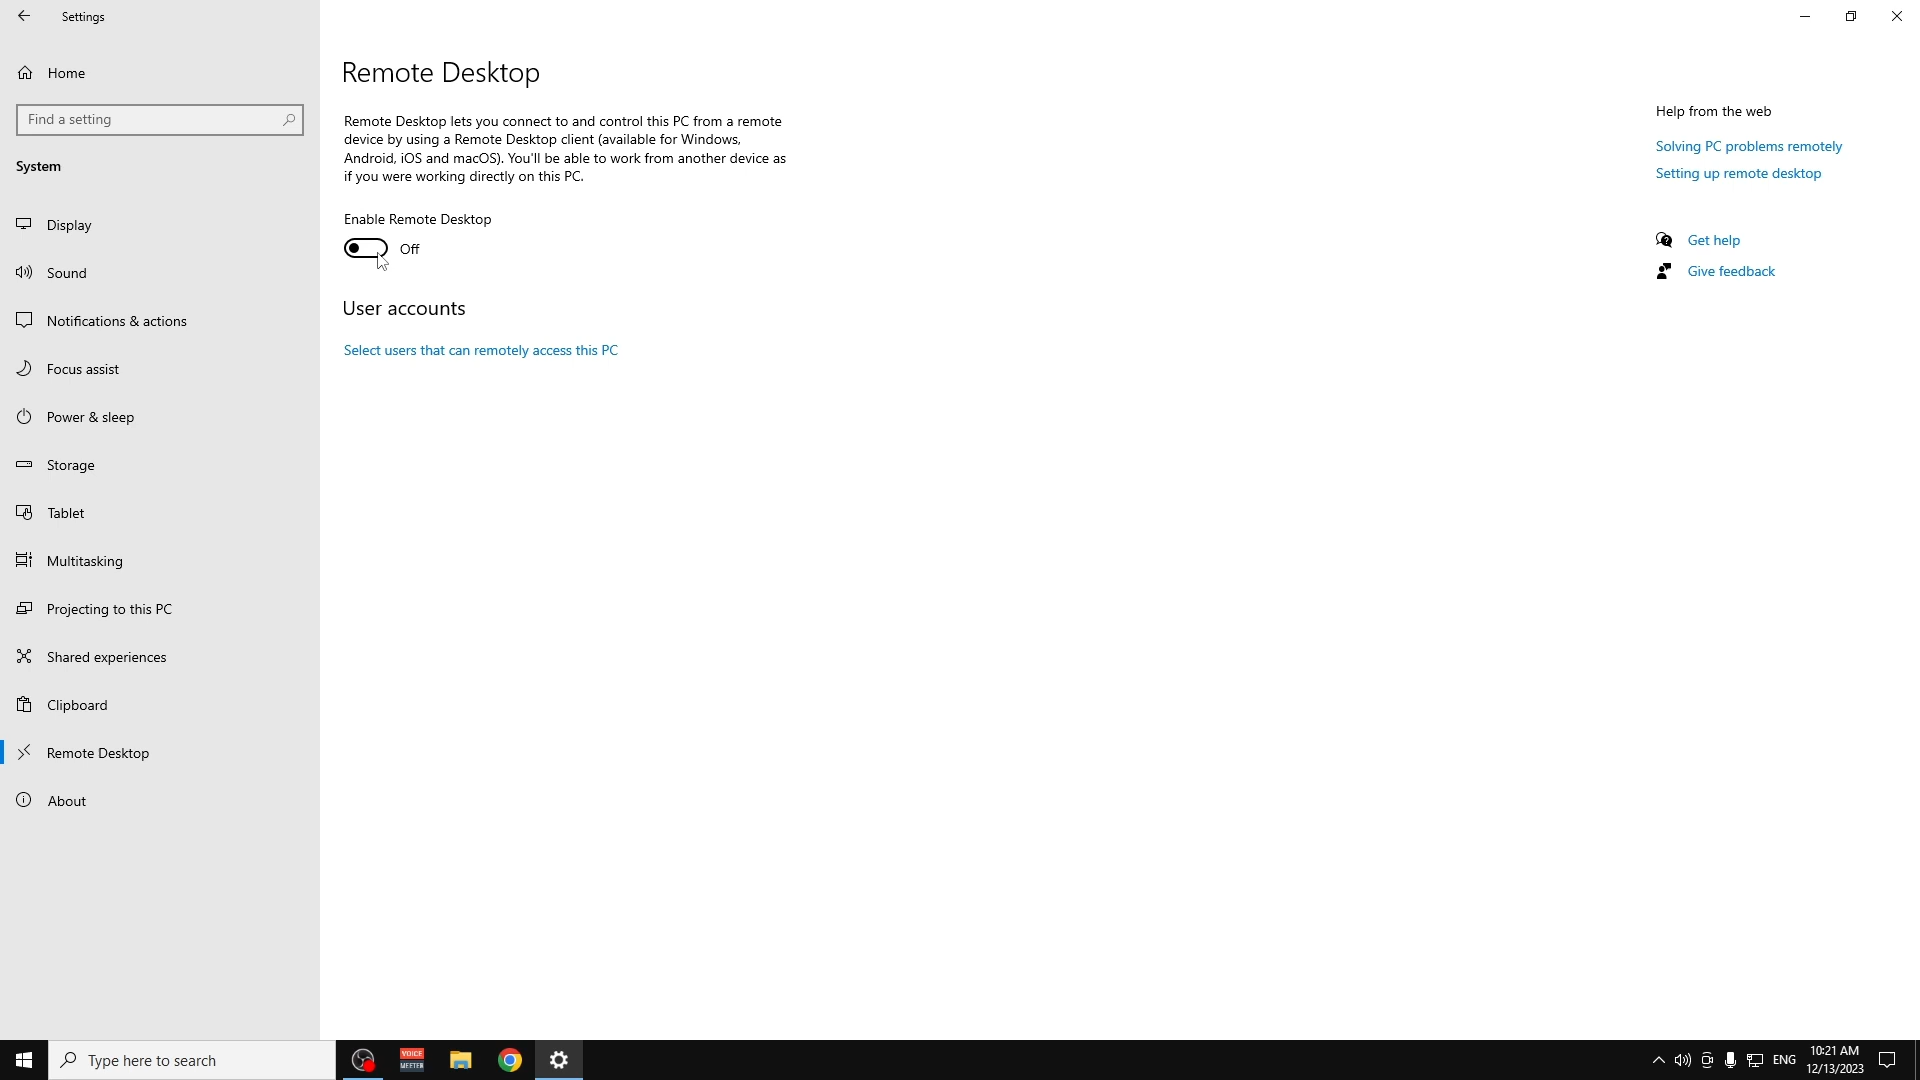 Settings
Home
Find a setting
System
Display
Sound
Notifications & actions
Focus assist
Power & sleep
Storage
Tablet
Multitasking
Projecting to this PC
Shared experiences
Clipboard
Remote Desktop
About
Remote Desktop
Remote Desktop lets you connect to and control this PC from a remote
device by using a Remote Desktop client (available for Windows,
Android, iOS and macOS). You'll be able to work from another device as
if you were working directly on this PC.
Enable Remote Desktop
Off
User accounts
Select users that can remotely access this PC
Help from the web
Solving PC problems remotely
Setting up remote desktop
Get help
Give feedback
Type here to search
VOICE
MEETER
ENG
10:21 AM
12/13/2023